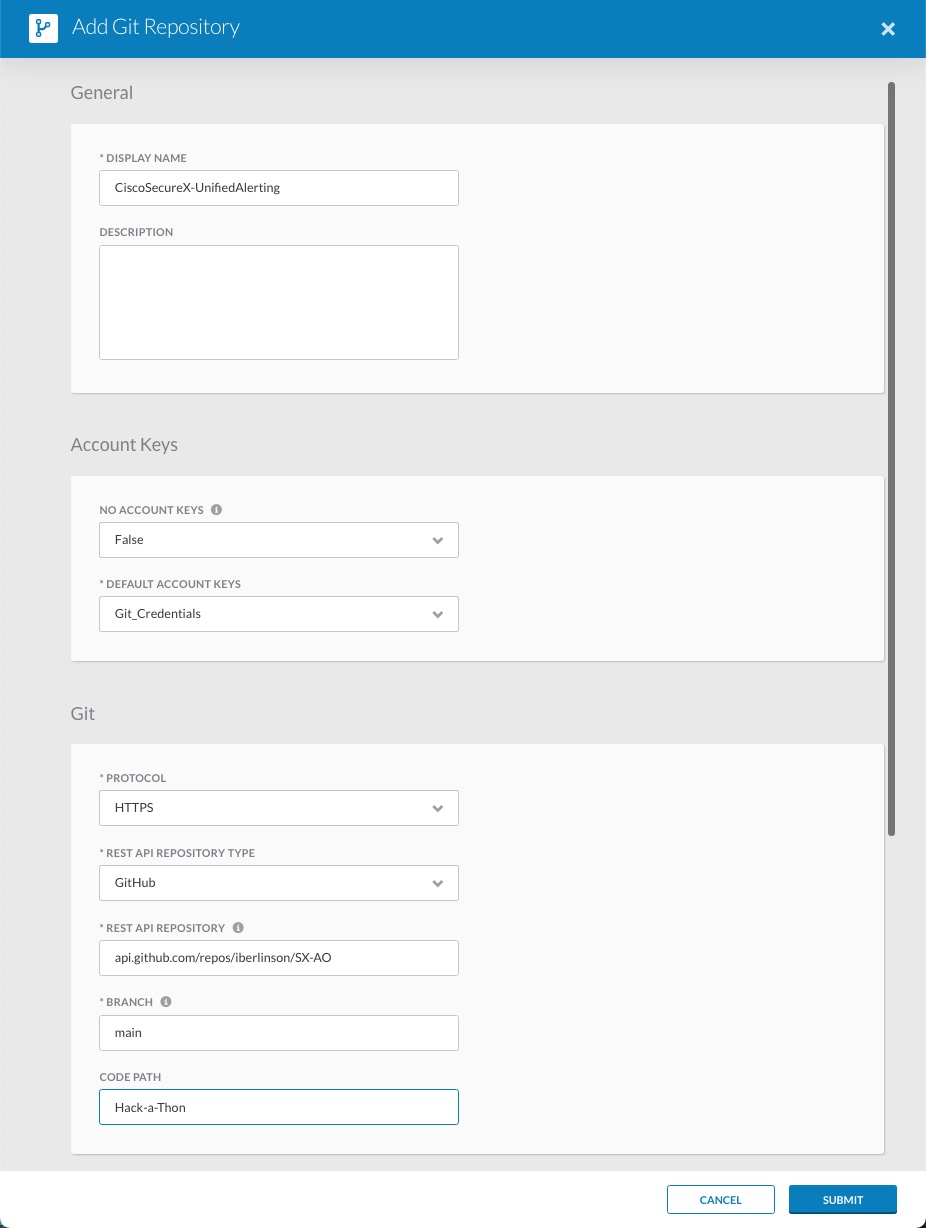 Add Git Repository
General
* DISPLAY NAME
CiscoSecureX-UnifiedAlerting
DESCRIPTION
Account Keys
NO ACCOUNT KEYS
False
* DEFAULT ACCOUNT KEYS
Git_Credentials
Git
* PROTOCOL
HTTPS
* REST API REPOSITORY TYPE
GitHub
* REST API REPOSITORY
api.github.com/repos/iberlinson/SX-AO
* BRANCH
main
CODE PATH
Hack-a-Thon
CANCEL SUBMIT